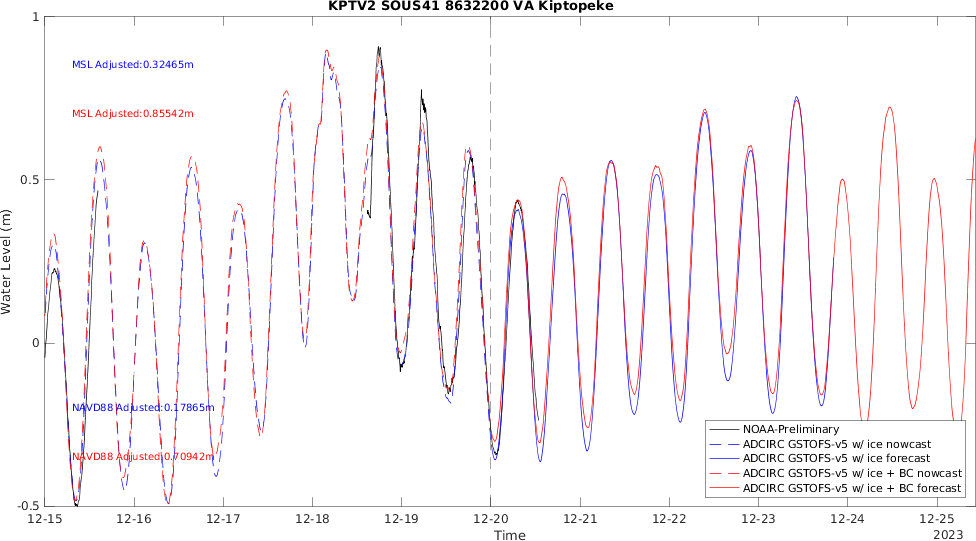 KPTV2 SOUS41 8632200 VA Kiptopeke
1
MSL Adjusted:0.32465m
MSL Adjusted:0.85542m
0.5
Water Level (m)
0
NAVD88 Adjusted:0.17865m
NAVD88 Adjusted:0.70942m
-0.5
NOAA-Preliminary
ADCIRC GSTOFS-v5 w/ ice nowcast
ADCIRC GSTOFS-v5 w/ ice forecast
ADCIRC GSTOFS-v5 w/ ice + BC nowcast
ADCIRC GSTOFS-v5 w/ ice + BC forecast
12-15 12-16 12-17 12-18 12-19 12-20 12-21 12-22 12-23 12-24 12-25
Time
2023